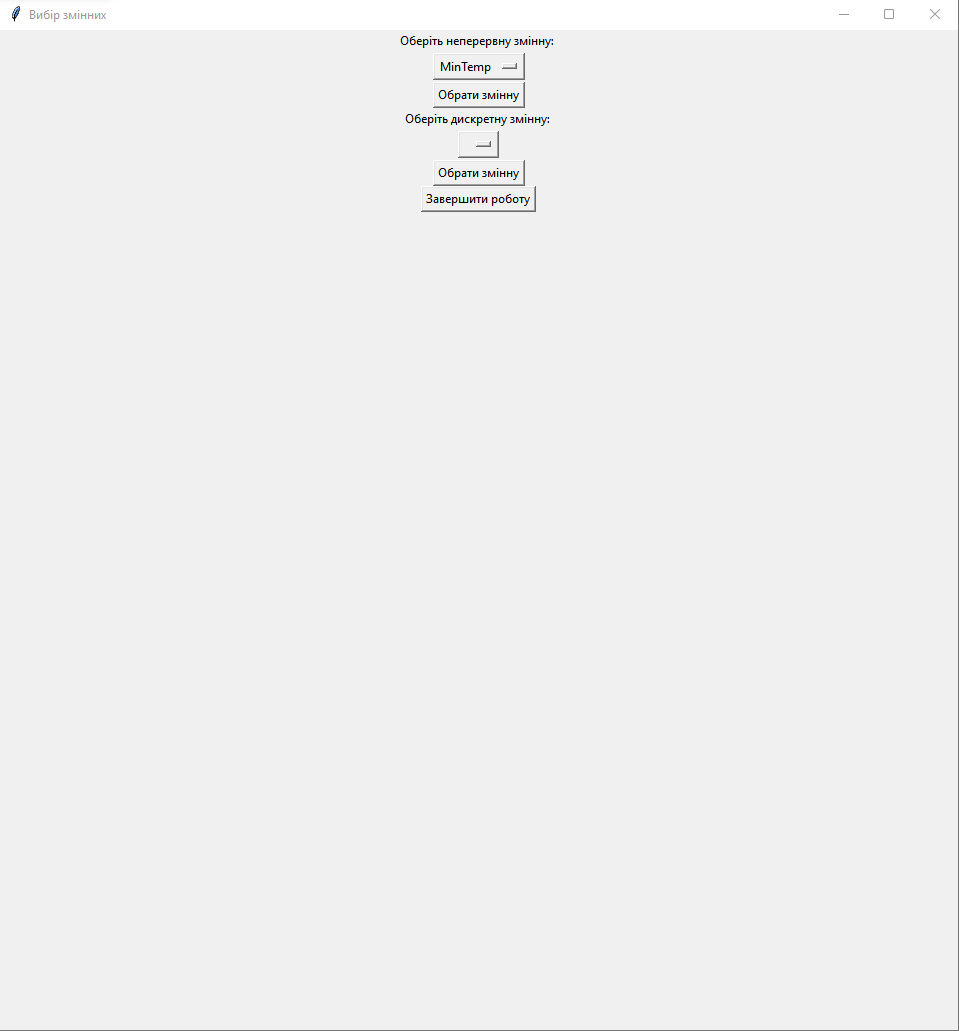 Вибір змінних
Оберіть неперервну змінну:
MinTemp
Обрати змінну
Оберіть дискретну змінну:
Обрати змінну
Завершити роботу